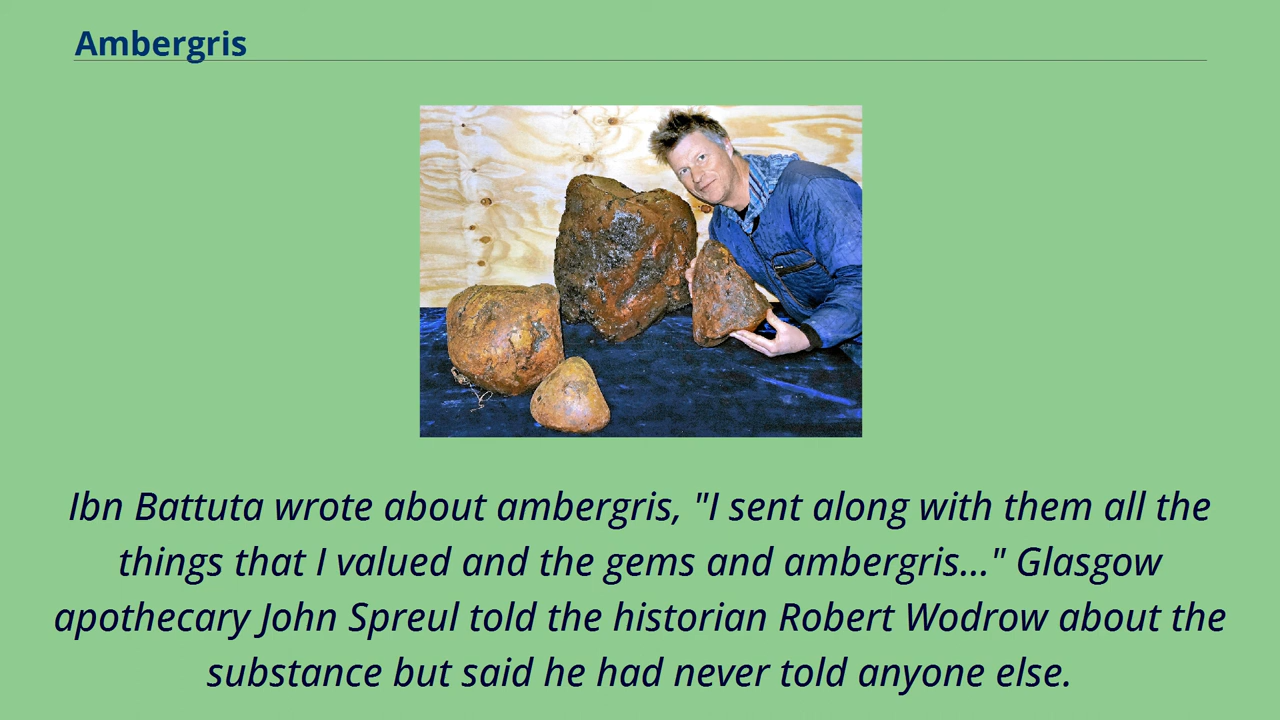 Ambergris
Ibn Battuta wrote about ambergris, "I sent along with them all the
things that I valued and the gems and ambergris..." Glasgow
apothecary John Spreul told the historian Robert Wodrow about the
substance but said he had never told anyone else.